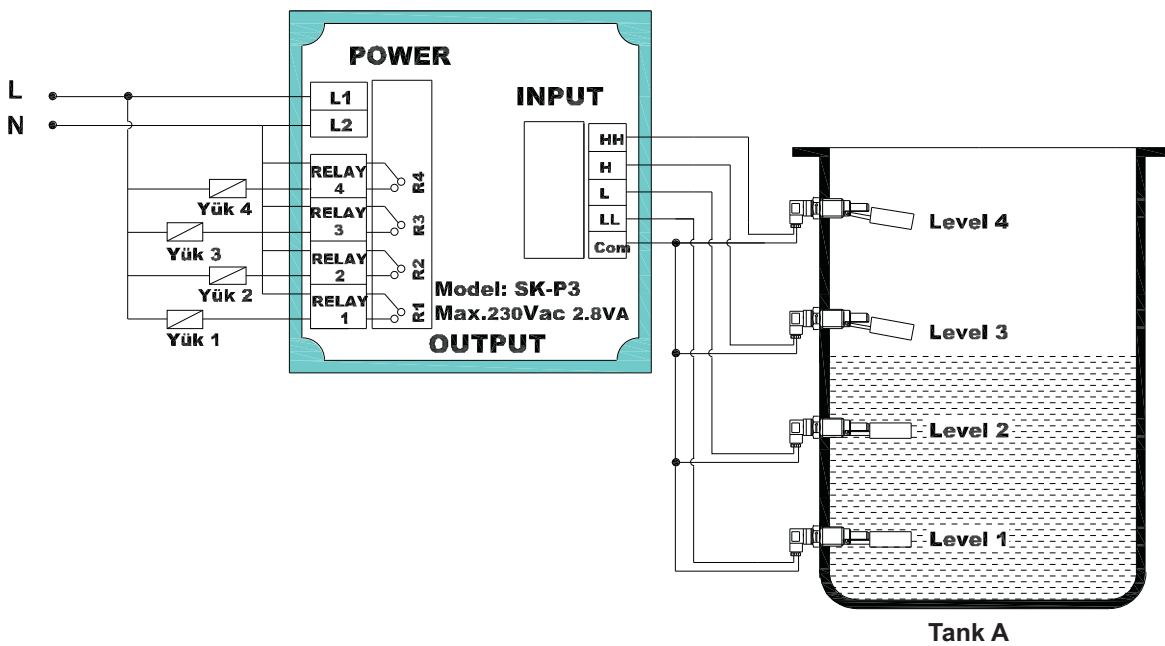 L
N
POWER
L1
L2
RELAY
4
RELAY
3
RELAY
2
RELAY
1
R4
R3
R2
R1
Yük 4
Yük 3
Yük 2
Yük 1
INPUT
HH
H
L
LL
Com
Model: SK-P3
Max.230Vac 2.8VA
OUTPUT
Level 4
Level 3
Level 2
Level 1
Tank A